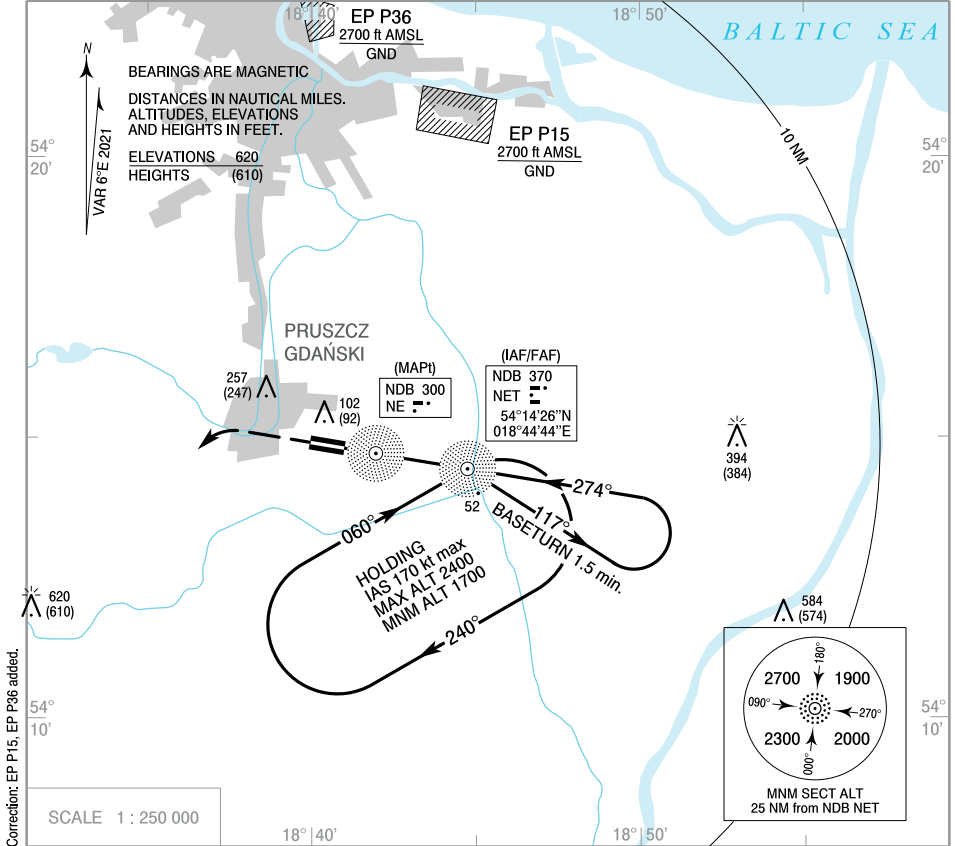 18° 40'
18° 50'
BALTIC SEA
EP P36
2700 ft AMSL
GND
N
VAR 6°E 2021
BEARINGS ARE MAGNETIC
DISTANCES IN NAUTICAL MILES.
ALTITUDES, ELEVATIONS
AND HEIGHTS IN FEET.
ELEVATIONS 620
HEIGHTS (610)
EP P15
2700 ft AMSL
GND
10 NM
54°
20'
54°
20'
PRUSZCZ
GDAŃSKI
257
(247)
102
(92)
(MAPt)
NDB 300
NE
(IAF/FAF)
NDB 370
NET
54°14'26"N
018°44'44"E
394
(384)
52
274°
117°
BASETURN 1.5 min.
060°
HOLDING
IAS 170 kt max
MAX ALT 2400
MNM ALT 1700
240°
620
(610)
584
(574)
54°
10'
54°
10'
180°
2700
1900
090°
270°
2300
2000
000°
MNM SECT ALT
25 NM from NDB NET
Correction: EP P15, EP P36 added.
SCALE 1 : 250 000
18° 40'
18° 50'